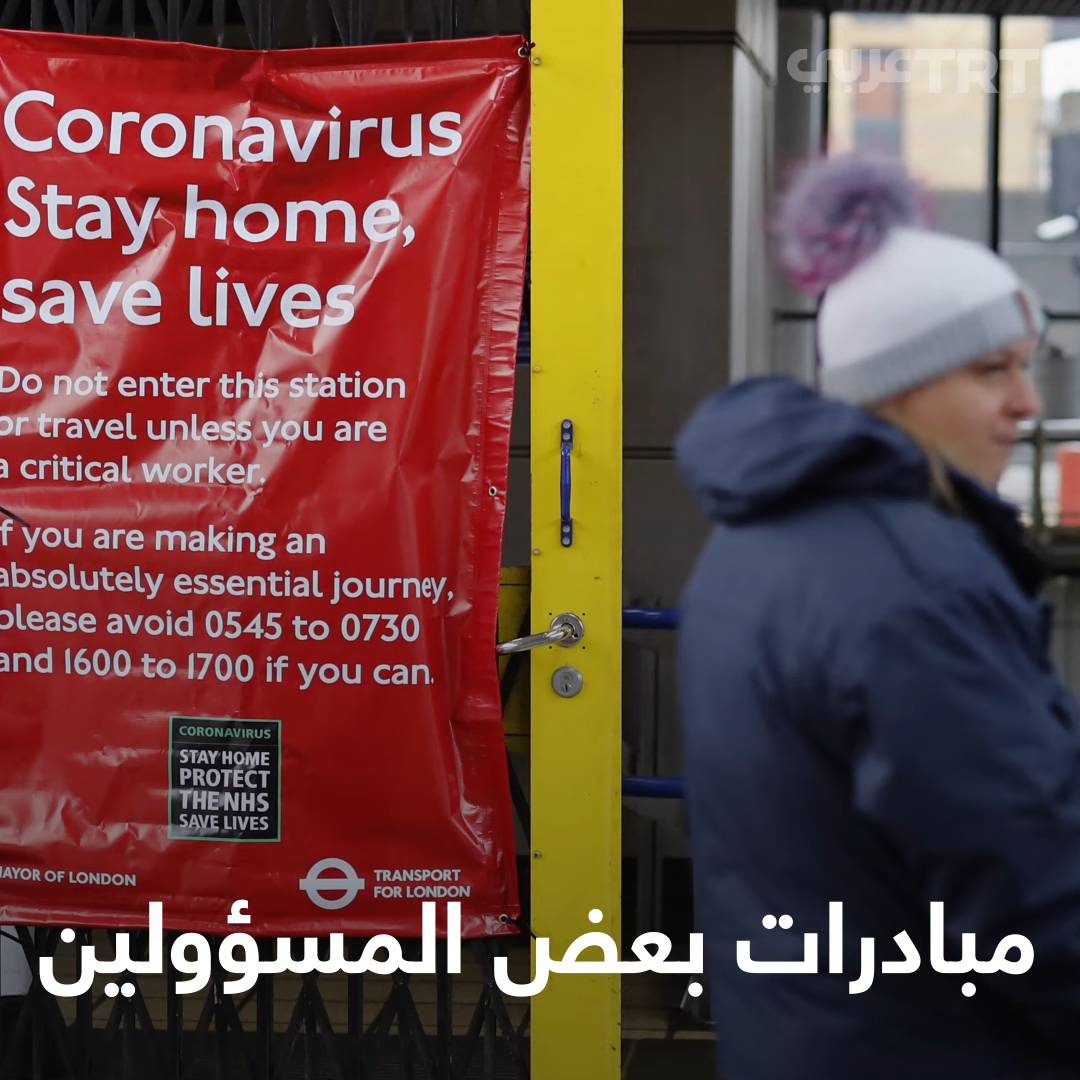 TRT عربي
Coronavirus
Stay home,
save lives
Do not enter this station
or travel unless you are
a critical worker.
If you are making an
absolutely essential journey,
please avoid 0545 to 0730
and 1600 to 1700 if you can.
CORONAVIRUS
STAY HOME
PROTECT
THE NHS
SAVE LIVES
MAYOR OF LONDON
TRANSPORT
FOR LONDON
مبادرات بعض المسؤولين